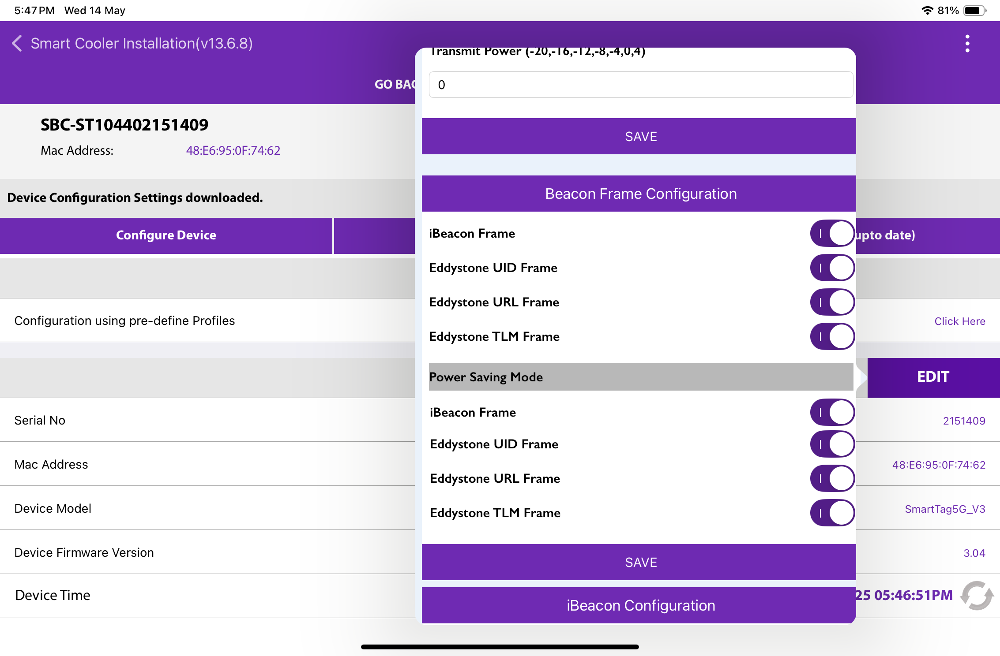 5:47 PM Wed 14 May
81%
Smart Cooler Installation(v13.6.8)
GO BAC
SBC-ST104402151409
Mac Address: 48:E6:95:0F:74:62
Device Configuration Settings downloaded.
Configure Device
upto date)
Configuration using pre-define Profiles
Click Here
EDIT
Serial No
2151409
Mac Address
48:E6:95:0F:74:62
Device Model
SmartTag5G_V3
Device Firmware Version
3.04
Device Time
25 05:46:51PM
Transmit Power (-20,-16,-12,-8,-4,0,4)
0
SAVE
Beacon Frame Configuration
iBeacon Frame
Eddystone UID Frame
Eddystone URL Frame
Eddystone TLM Frame
Power Saving Mode
iBeacon Frame
Eddystone UID Frame
Eddystone URL Frame
Eddystone TLM Frame
SAVE
iBeacon Configuration